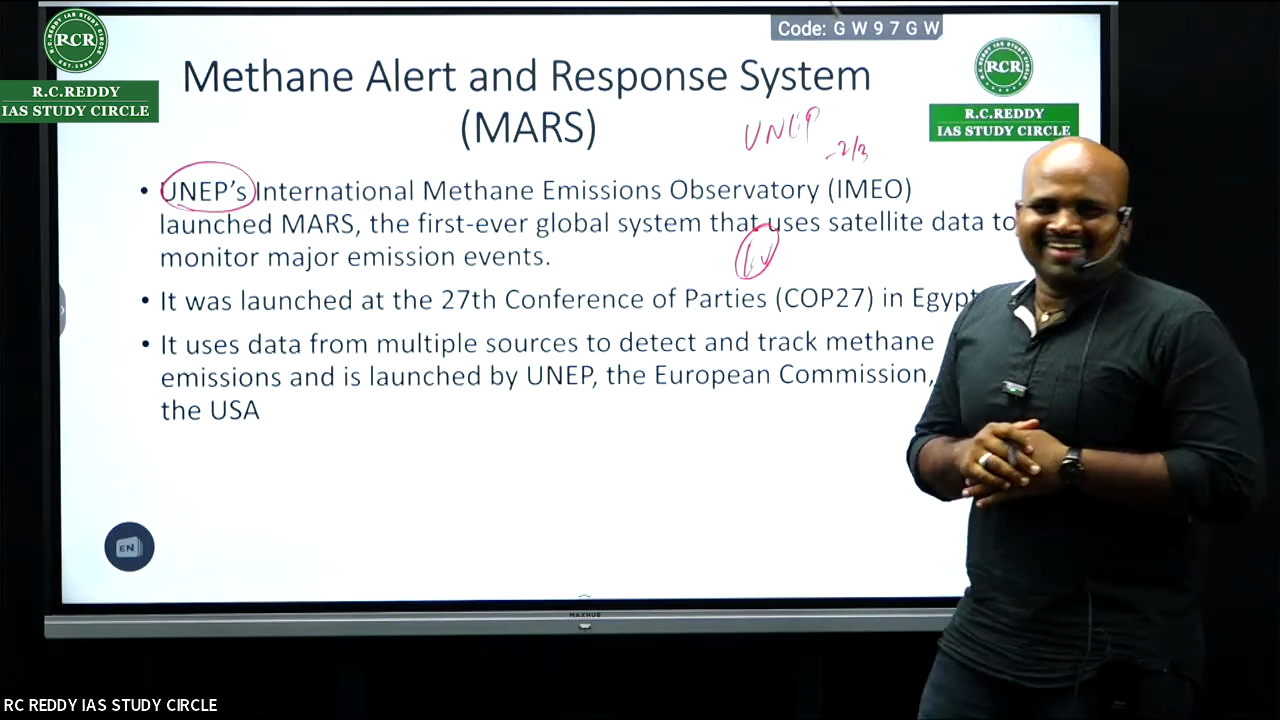 RCR
R.C.REDDY
IAS STUDY CIRCLE
Code: G W 9 7 G W
RCR
R.C.REDDY
IAS STUDY CIRCLE
Methane Alert and Response System
(MARS)
UNEP
-2/3
• UNEP's International Methane Emissions Observatory (IMEO)
launched MARS, the first-ever global system that uses satellite data to
monitor major emission events.
• It was launched at the 27th Conference of Parties (COP27) in Egypt
• It uses data from multiple sources to detect and track methane
emissions and is launched by UNEP, the European Commission,
the USA
EN
MAXHUB
RC REDDY IAS STUDY CIRCLE